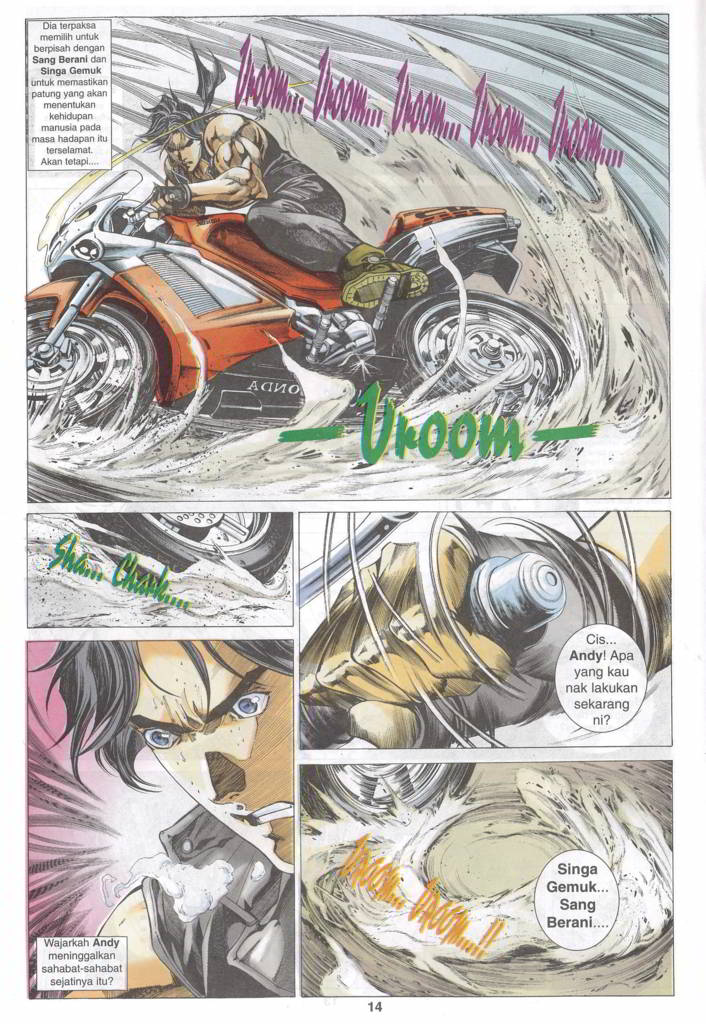 Dia terpaksa
memilih untuk
berpisah dengan
Sang Berani dan
Singa Gemuk
untuk memastikan
patung yang akan
menentukan
kehidupan
manusia pada
masa hadapan itu
terselamat.
Akan tetapi....
Vroom... Vroom... Vroom... Vroom... Vroom....
HONDA
— Vroom —
Sha... Chark....
Cis...
Andy! Apa
yang kau
nak lakukan
sekarang
ni?
Wajarkah Andy
meninggalkan
sahabat-sahabat
sejatinya itu?
Vroom.. Vroom...!!
Singa
Gemuk...
Sang
Berani....
14